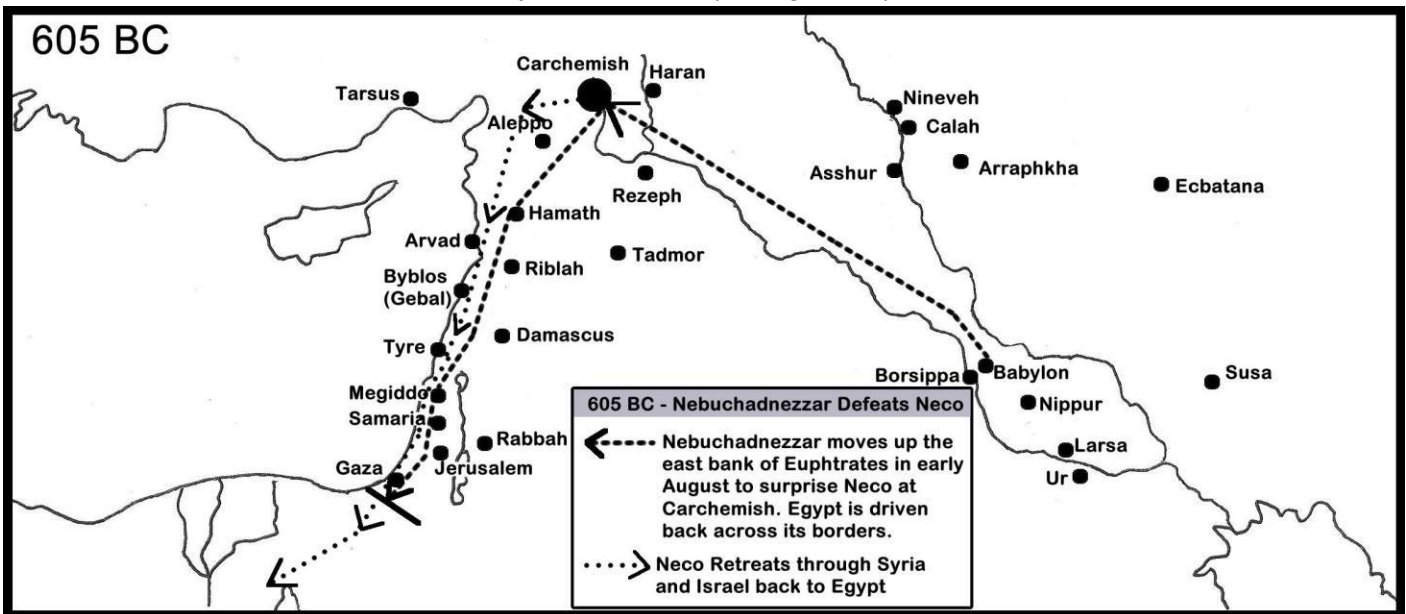 605 BC
Carchemish
Haran
Tarsus
Nineveh
Aleppo
Calah
Arraphkha
Asshur
Rezeph
Ecbatana
Hamath
Arvad
Tadmor
Riblah
Byblos
(Gebal)
Damascus
Tyre
Borsippa
Babylon
Susa
Megiddo
Nippur
Samaria
Rabbah
Larsa
Jerusalem
Gaza
Ur
605 BC - Nebuchadnezzar Defeats Neco
Nebuchadnezzar moves up the
east bank of Euphtrates in early
August to surprise Neco at
Carchemish. Egypt is driven
back across its borders.
Neco Retreats through Syria
and Israel back to Egypt